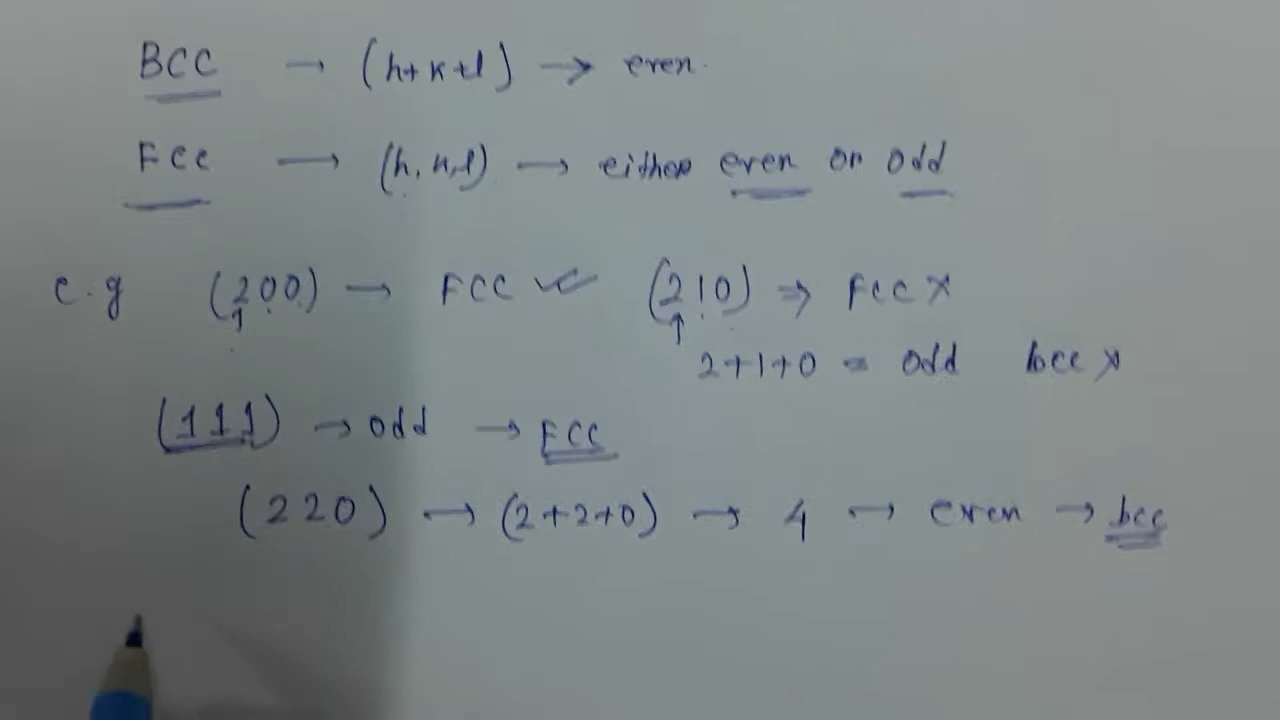 BCC → (h+k+l) → even.
FCC → (h, k, l) → either even or odd
e.g (200) → FCC ✓ (210) ⇒ FCC ×
2+1+0 = odd bcc ×
(111) → odd → FCC
(220) → (2+2+0) → 4 → even → bcc